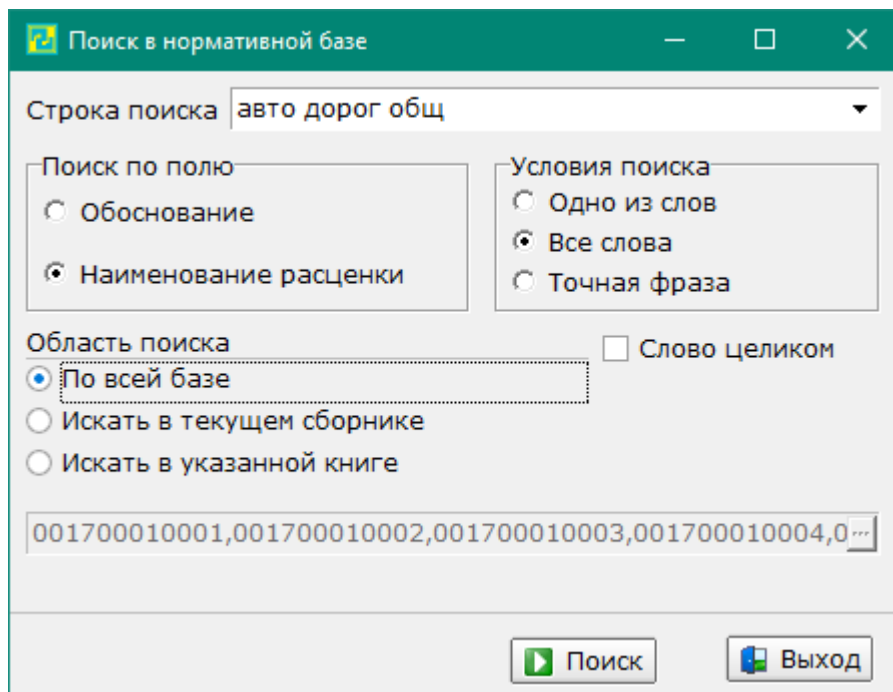 Поиск в нормативной базе
Строка поиска авто дорог общ
Поиск по полю
Обоснование
Наименование расценки
Условия поиска
Одно из слов
Все слова
Точная фраза
Область поиска
Слово целиком
По всей базе
Искать в текущем сборнике
Искать в указанной книге
001700010001,001700010002,001700010003,001700010004,0 ...
Поиск Выход